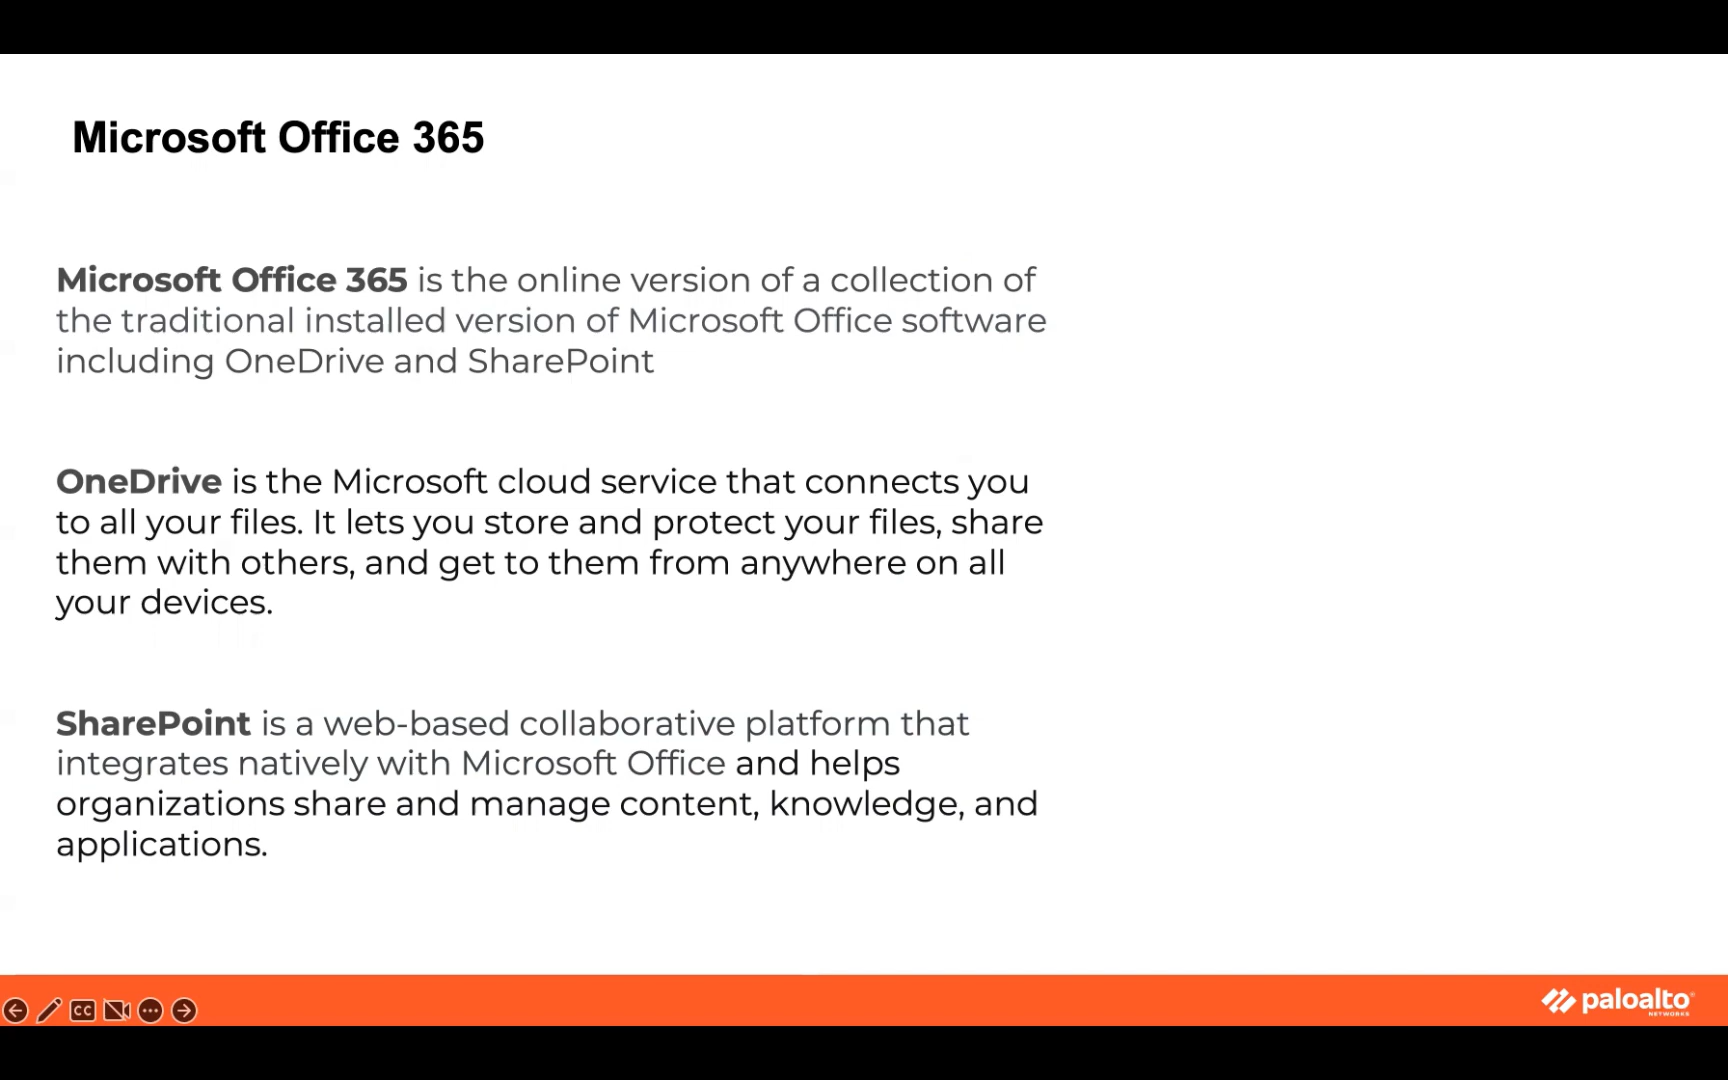 Microsoft Office 365
Microsoft Office 365 is the online version of a collection of
the traditional installed version of Microsoft Office software
including OneDrive and SharePoint
OneDrive is the Microsoft cloud service that connects you
to all your files. It lets you store and protect your files, share
them with others, and get to them from anywhere on all
your devices.
SharePoint is a web-based collaborative platform that
integrates natively with Microsoft Office and helps
organizations share and manage content, knowledge, and
applications.
CC
paloalto
NETWORKS